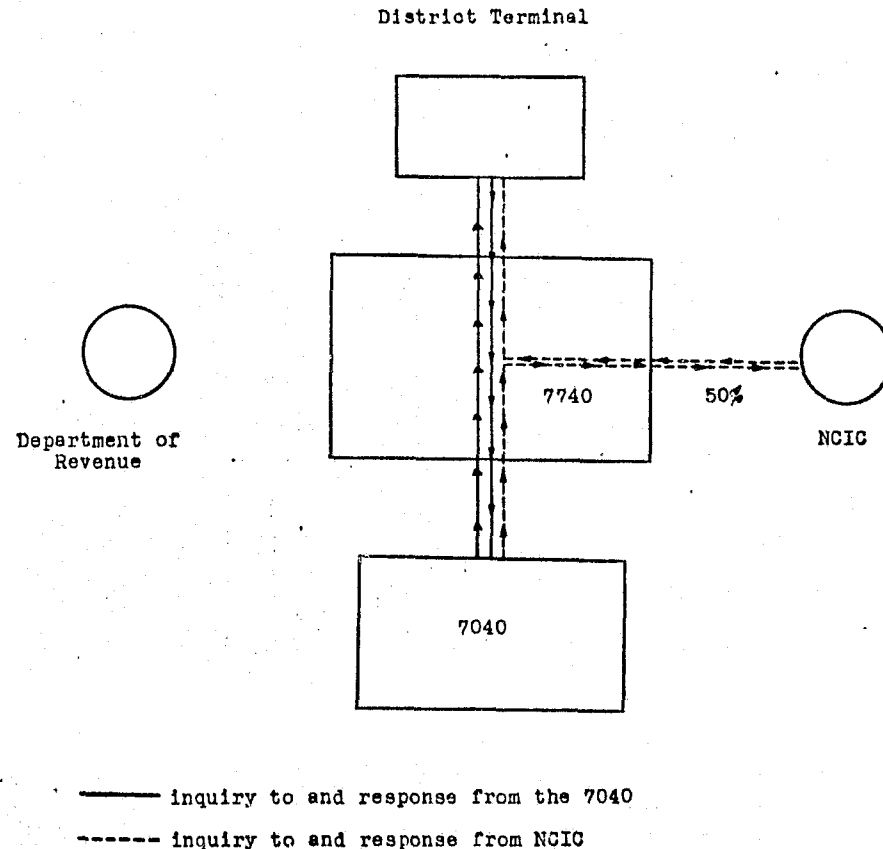 District Terminal
7740
50%
Department of
Revenue
NCIC
7040
inquiry to and response from the 7040
inquiry to and response from NCIC